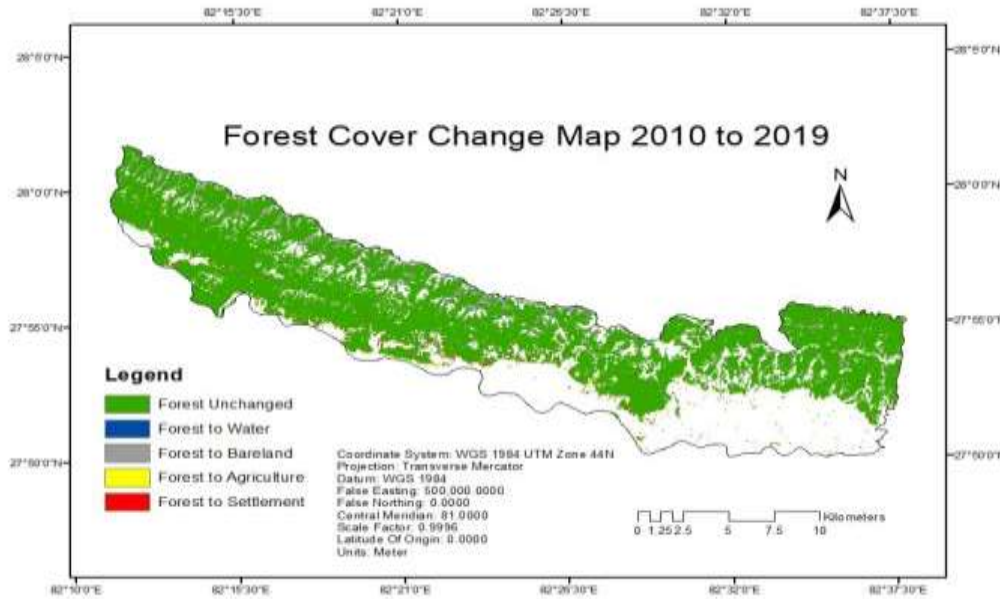 82°15'30"E 82°21'0"E 82°26'30"E 82°32'0"E 82°37'30"E
28°5'0"N 28°5'0"N
Forest Cover Change Map 2010 to 2019
N
28°0'0"N 28°0'0"N
27°55'0"N 27°55'0"N
Legend
Forest Unchanged
Forest to Water
Forest to Bareland
Forest to Agriculture
Forest to Settlement
27°50'0"N 27°50'0"N
Coordinate System: WGS 1984 UTM Zone 44N
Projection: Transverse Mercator
Datum: WGS 1984
False Easting: 500,000.0000
False Northing: 0.0000
Central Meridian: 81.0000
Scale Factor: 0.9996
Latitude Of Origin: 0.0000
Units: Meter
Kilometers
0 1.25 2.5 5 7.5 10
82°10'0"E 82°15'30"E 82°21'0"E 82°26'30"E 82°32'0"E 82°37'30"E